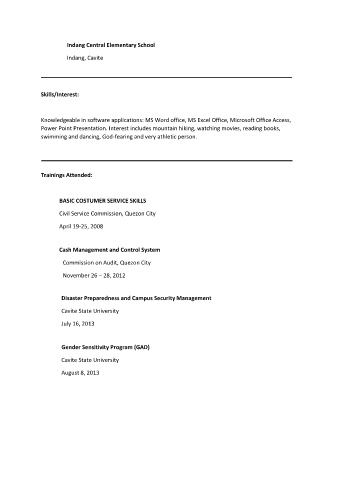 Indang Central Elementary School
Indang, Cavite
Skills/Interest:
Knowledgeable in software applications: MS Word office, MS Excel Office, Microsoft Office Access,
Power Point Presentation. Interest includes mountain hiking, watching movies, reading books,
swimming and dancing, God-fearing and very athletic person.
Trainings Attended:
BASIC COSTUMER SERVICE SKILLS
Civil Service Commission, Quezon City
April 19-25, 2008
Cash Management and Control System
Commission on Audit, Quezon City
November 26 – 28, 2012
Disaster Preparedness and Campus Security Management
Cavite State University
July 16, 2013
Gender Sensitivity Program (GAD)
Cavite State University
August 8, 2013